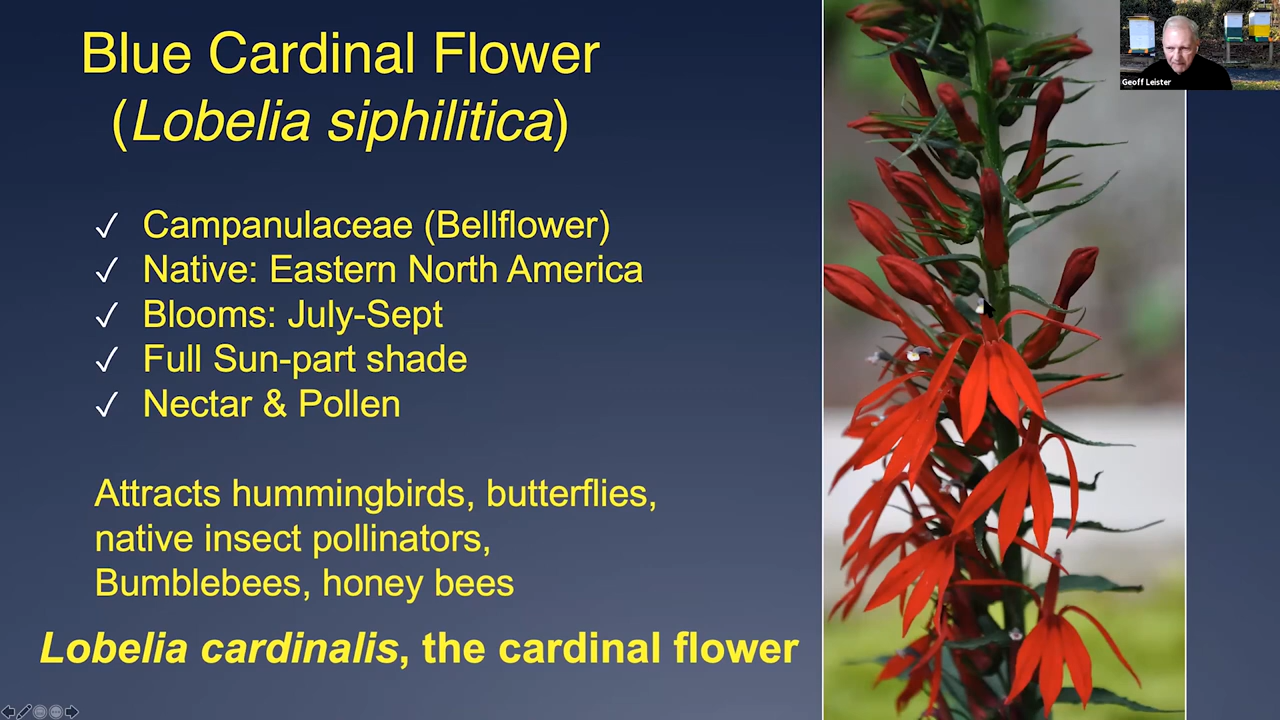 Blue Cardinal Flower
(Lobelia siphilitica)
✓ Campanulaceae (Bellflower)
✓ Native: Eastern North America
✓ Blooms: July-Sept
✓ Full Sun-part shade
✓ Nectar & Pollen
Attracts hummingbirds, butterflies,
native insect pollinators,
Bumblebees, honey bees
Lobelia cardinalis, the cardinal flower
Geoff Leister